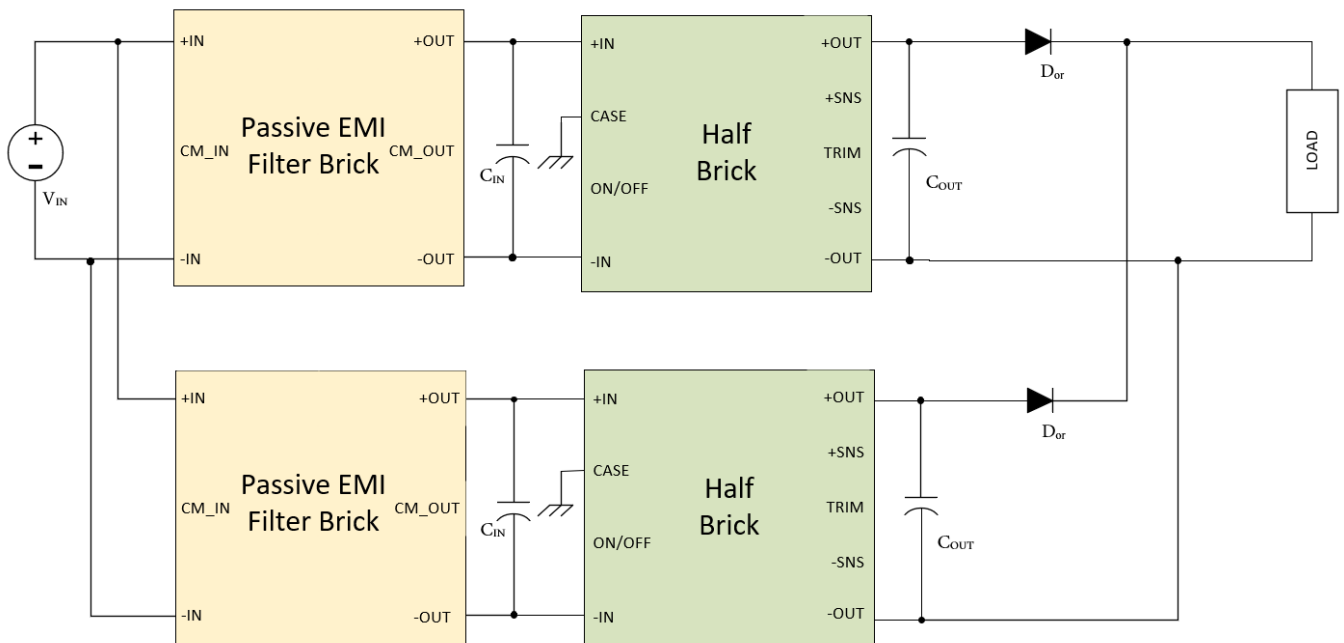 +IN
+OUT
+IN
+OUT
Dor
+SNS
CASE
Passive EMI
Filter Brick
Half
Brick
CM_IN
CM_OUT
TRIM
LOAD
CIN
ON/OFF
COUT
VIN
-SNS
-IN
-OUT
-IN
-OUT
+IN
+OUT
+IN
+OUT
Dor
+SNS
CASE
Passive EMI
Filter Brick
Half
Brick
CM_IN
CM_OUT
TRIM
CIN
ON/OFF
COUT
-SNS
-IN
-OUT
-IN
-OUT